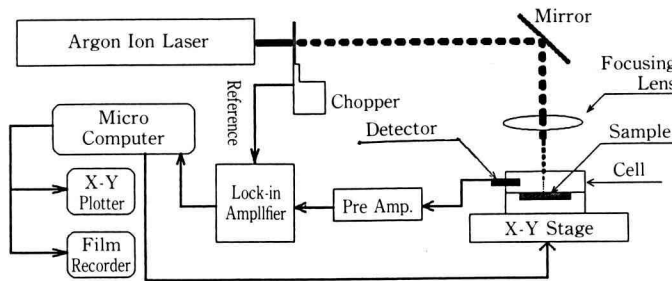 Argon Ion Laser
Mirror
Focusing
Lens
Chopper
Reference
Micro
Computer
Detector
Sample
Cell
X-Y
Plotter
Lock-in
Ampllfier
Pre Amp.
X-Y Stage
Film
Recorder